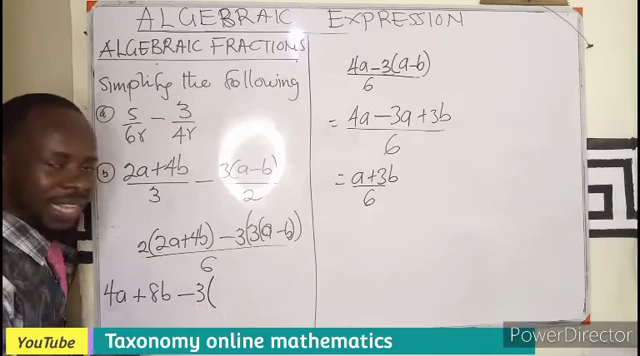 ALGEBRAIC EXPRESSION
ALGEBRAIC FRACTIONS
Simplify the following
(a) 5/6r − 3/4r
(b) (2a+4b)/3 − 3(a−b)/2
(2(2a+4b) − 3(3(a−b)))/6
4a + 8b − 3(
(4a−3(a−b))/6
= (4a − 3a + 3b)/6
= (a+3b)/6
YouTube Taxonomy online mathematics
PowerDirector